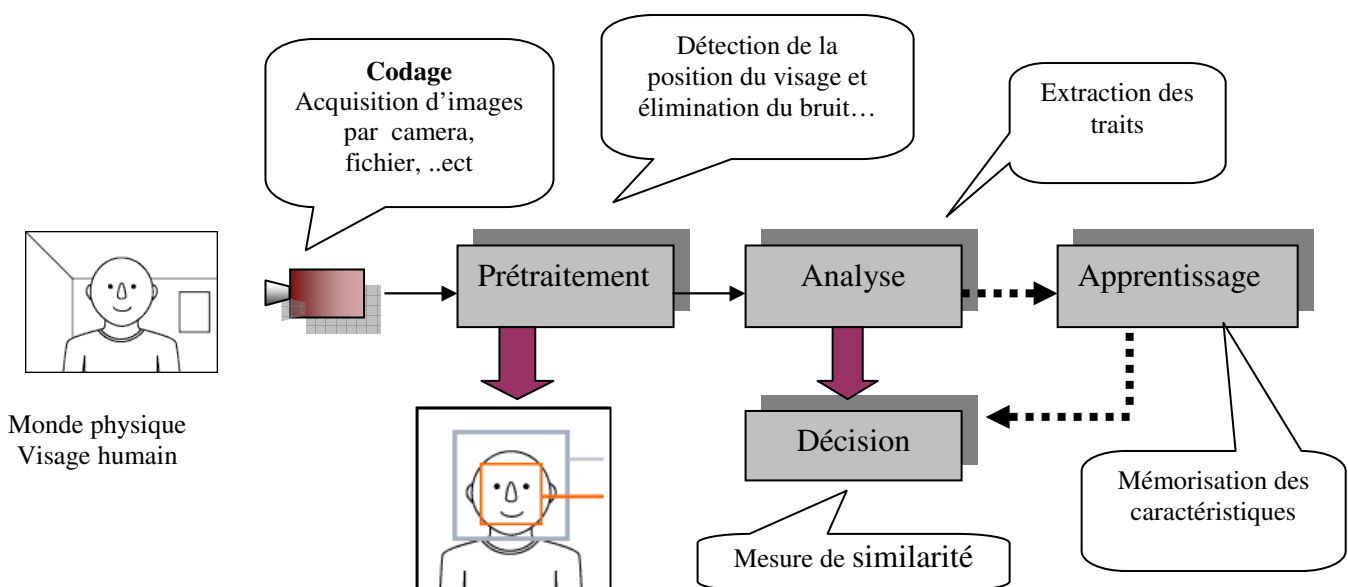 Codage
Acquisition d'images
par camera,
fichier, ..ect
Détection de la
position du visage et
élimination du bruit…
Extraction des
traits
Prétraitement
Analyse
Apprentissage
Monde physique
Visage humain
Décision
Mémorisation des
caractéristiques
Mesure de similarité